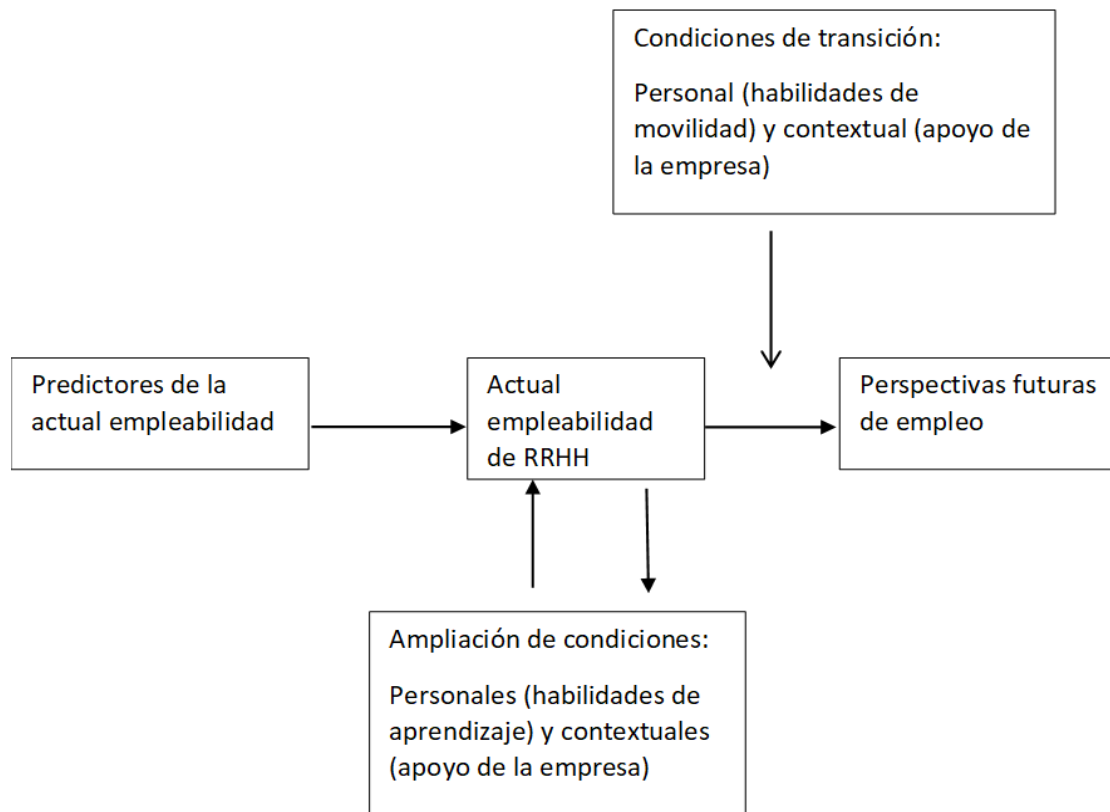 Condiciones de transición:
Personal (habilidades de
movilidad) y contextual (apoyo de
la empresa)
Predictores de la
actual empleabilidad
Actual
empleabilidad
de RRHH
Perspectivas futuras
de empleo
Ampliación de condiciones:
Personales (habilidades de
aprendizaje) y contextuales
(apoyo de la empresa)